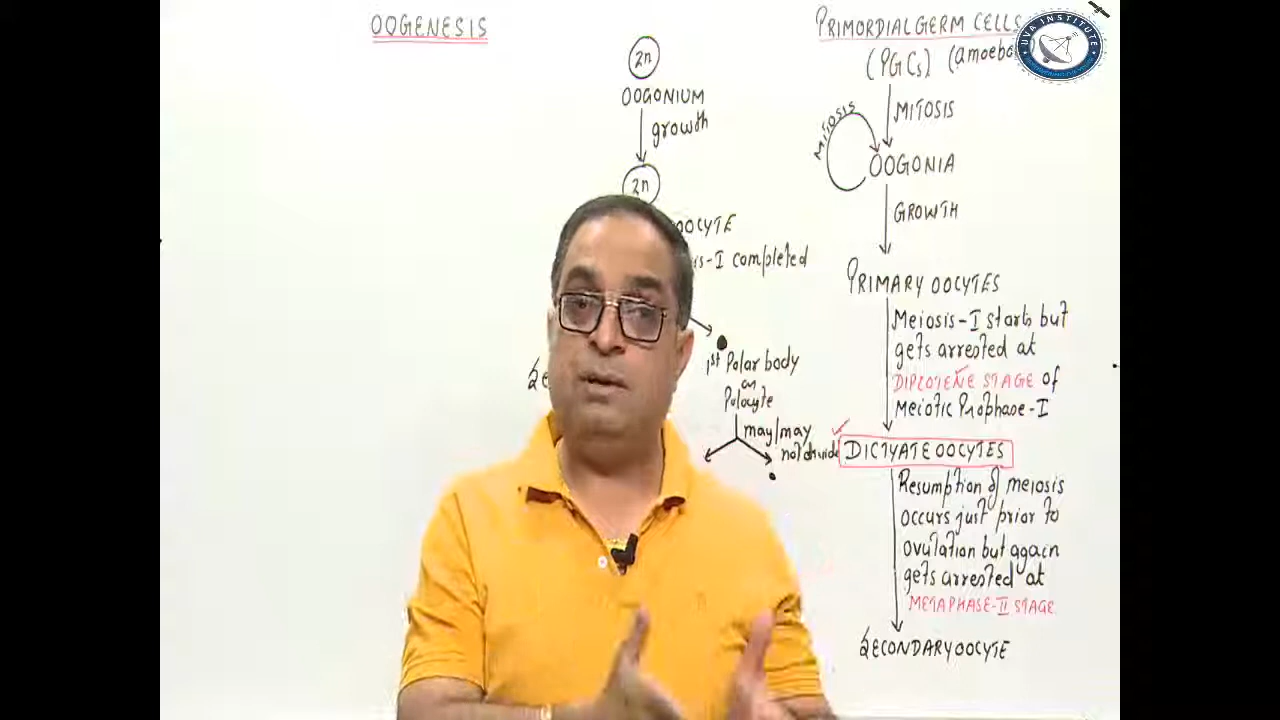 OOGENESIS
2n
OOGONIUM
growth
2n
OOCYTE
-I completed
1st Polar body
or
Polocyte
may/may
not divide
PRIMORDIAL GERM CELLS
(PGCs) (amoebo
MITOSIS
MITOSIS
OOGONIA
GROWTH
PRIMARY OOCYTES
Meiosis-I starts but
gets arrested at
DIPLOTENE STAGE of
Meiotic Prophase-I
DICTYATE OOCYTES
Resumption of meiosis
occurs just prior to
ovulation but again
gets arrested at
METAPHASE-II STAGE
SECONDARY OOCYTE
UVA INSTITUTE